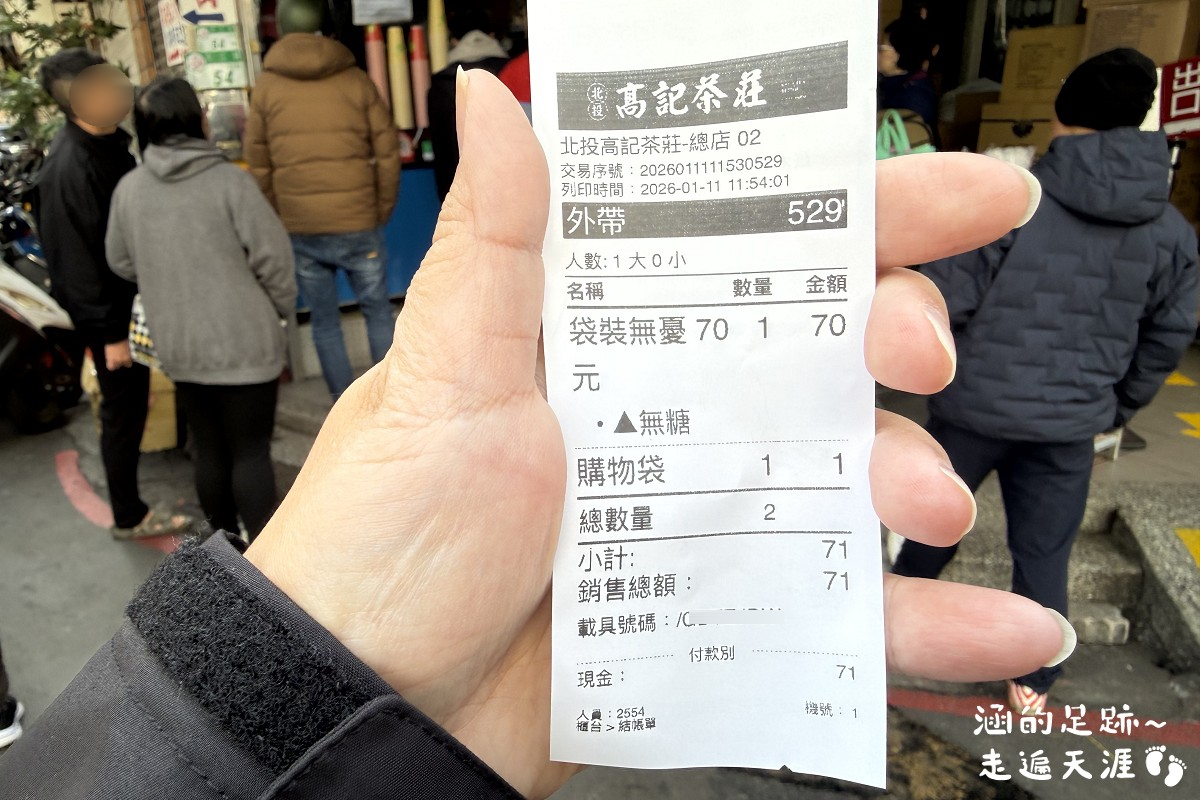 北投
高記茶莊
北投高記茶莊-總店 02
交易序號：2026011111530529
列印時間：2026-01-11 11:54:01
外帶 529
人數: 1 大 0 小
名稱 數量 金額
袋裝無憂 70 1 70
元
・▲無糖
購物袋 1 1
總數量 2
小計: 71
銷售總額： 71
載具號碼：/
付款別
現金： 71
人員：2554 機號：1
櫃台 > 結帳單
出
54
涵的足跡~
走遍天涯